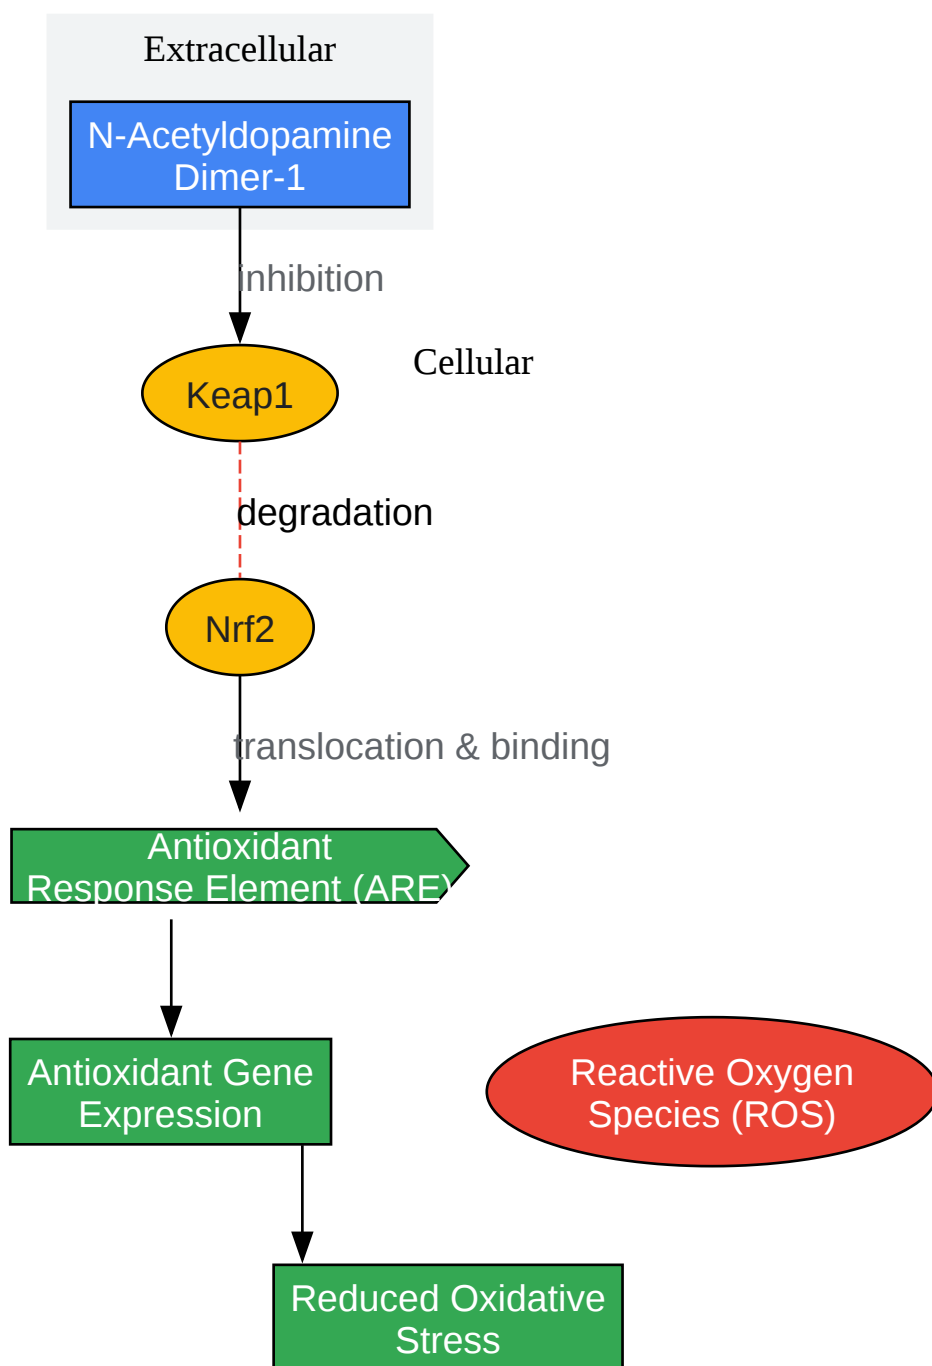 Extracellular
N-Acetyldopamine
Dimer-1
inhibition
Cellular
Keap1
degradation
Nrf2
translocation & binding
Antioxidant
Response Element (ARE)
Antioxidant Gene
Expression
Reactive Oxygen
Species (ROS)
Reduced Oxidative
Stress